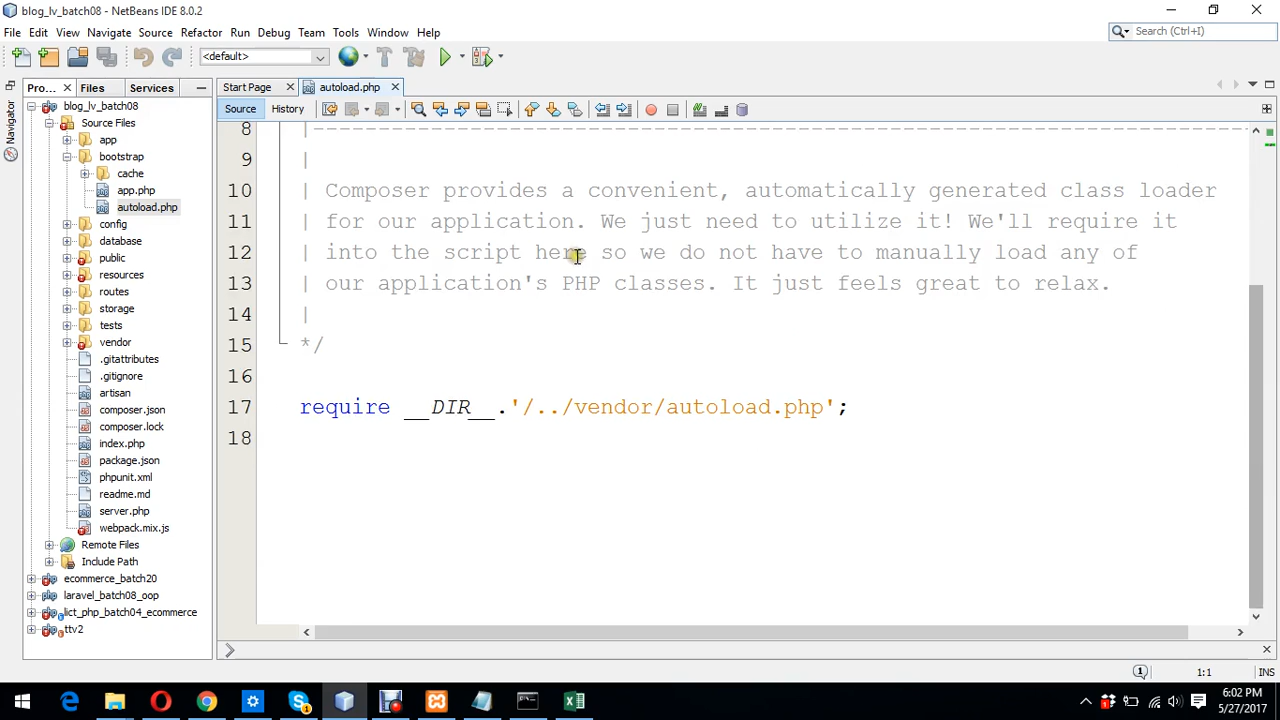 blog_lv_batch08 - NetBeans IDE 8.0.2
File Edit View Navigate Source Refactor Run Debug Team Tools Window Help
Search (Ctrl+I)
<default>
Pro... Files Services
Start Page autoload.php
Source History
Navigator
blog_lv_batch08
Source Files
app
bootstrap
cache
app.php
autoload.php
config
database
public
resources
routes
storage
tests
vendor
.gitattributes
.gitignore
artisan
composer.json
composer.lock
index.php
package.json
phpunit.xml
readme.md
server.php
webpack.mix.js
Remote Files
Include Path
ecommerce_batch20
laravel_batch08_oop
lict_php_batch04_ecommerce
ttv2
8 |--------------------------------------------------------------------------
9 |
10 | Composer provides a convenient, automatically generated class loader
11 | for our application. We just need to utilize it! We'll require it
12 | into the script here so we do not have to manually load any of
13 | our application's PHP classes. It just feels great to relax.
14 |
15 */
16
17 require __DIR__.'/../vendor/autoload.php';
18
1:1 INS
6:02 PM
5/27/2017